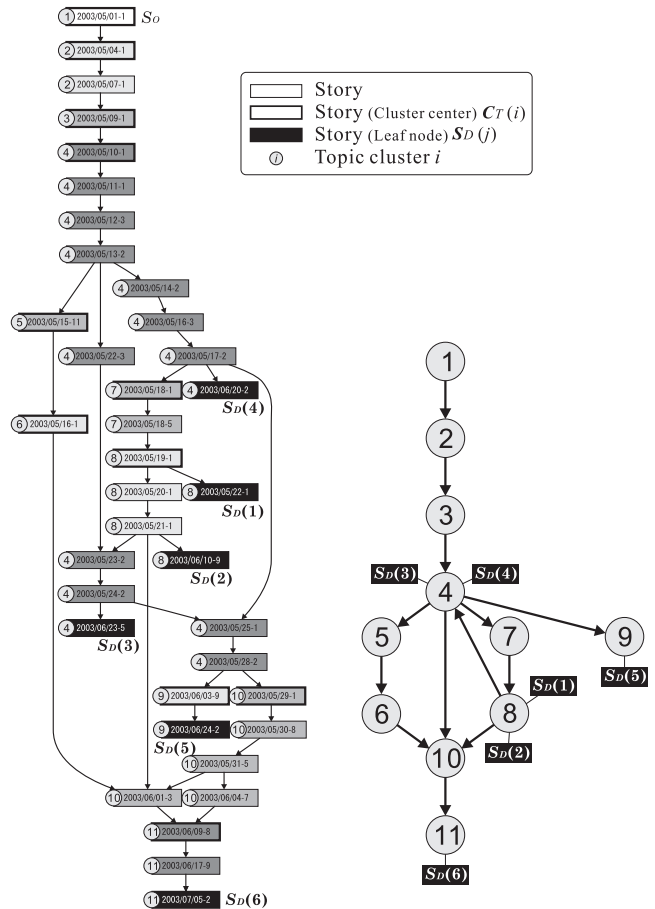 1 2003/05/01-1 So
2 2003/05/04-1
2 2003/05/07-1
3 2003/05/09-1
4 2003/05/10-1
4 2003/05/11-1
4 2003/05/12-3
4 2003/05/13-2
Story
Story (Cluster center) CT(i)
Story (Leaf node) SD(j)
i Topic cluster i
4 2003/05/14-2
5 2003/05/15-11
4 2003/05/16-3
4 2003/05/22-3
4 2003/05/17-2
7 2003/05/18-1
4 2003/06/20-2
SD(4)
6 2003/05/16-1
7 2003/05/18-5
8 2003/05/19-1
8 2003/05/20-1
8 2003/05/22-1
SD(1)
8 2003/05/21-1
4 2003/05/23-2
8 2003/06/10-9
SD(2)
4 2003/05/24-2
4 2003/06/23-5
SD(3)
4 2003/05/25-1
4 2003/05/28-2
9 2003/06/03-9
10 2003/05/29-1
9 2003/06/24-2
SD(5)
10 2003/05/30-8
10 2003/05/31-5
10 2003/06/01-3
10 2003/06/04-7
11 2003/06/09-8
11 2003/06/17-9
11 2003/07/05-2 SD(6)
1
2
3
SD(3) SD(4)
4
5 7 9
SD(5)
SD(1)
6 8
SD(2)
10
11
SD(6)